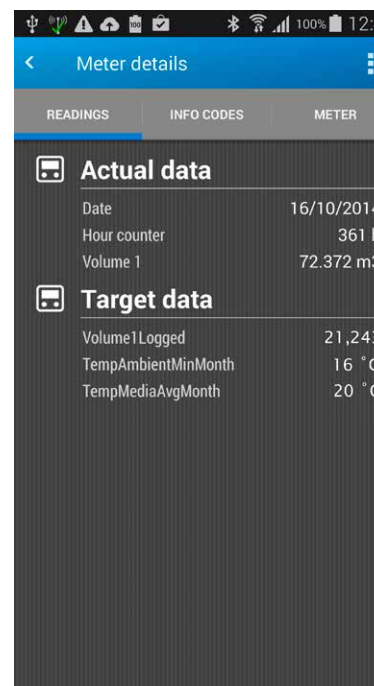 100% 12:
Meter details
READINGS INFO CODES METER
Actual data
Date 16/10/201
Hour counter 361
Volume 1 72.372 m
Target data
Volume1Logged 21,24
TempAmbientMinMonth 16 °
TempMediaAvgMonth 20 °